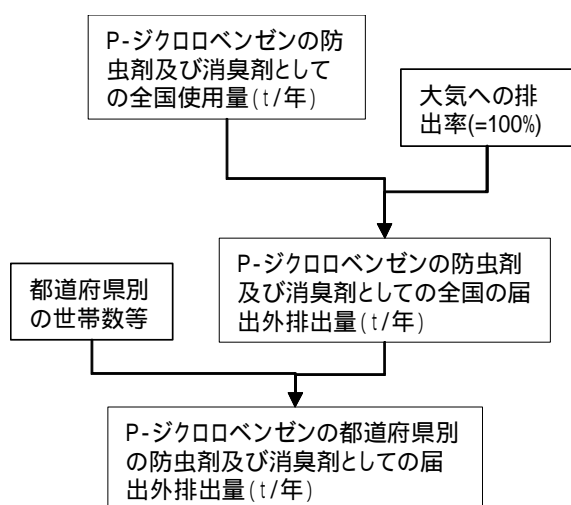 P-ジクロロベンゼンの防
虫剤及び消臭剤として
の全国使用量(t/年)
大気への排
出率(=100%)
P-ジクロロベンゼンの防虫剤
及び消臭剤としての全国の届
出外排出量(t/年)
都道府県別
の世帯数等
P-ジクロロベンゼンの都道府県別
の防虫剤及び消臭剤としての届
出外排出量(t/年)